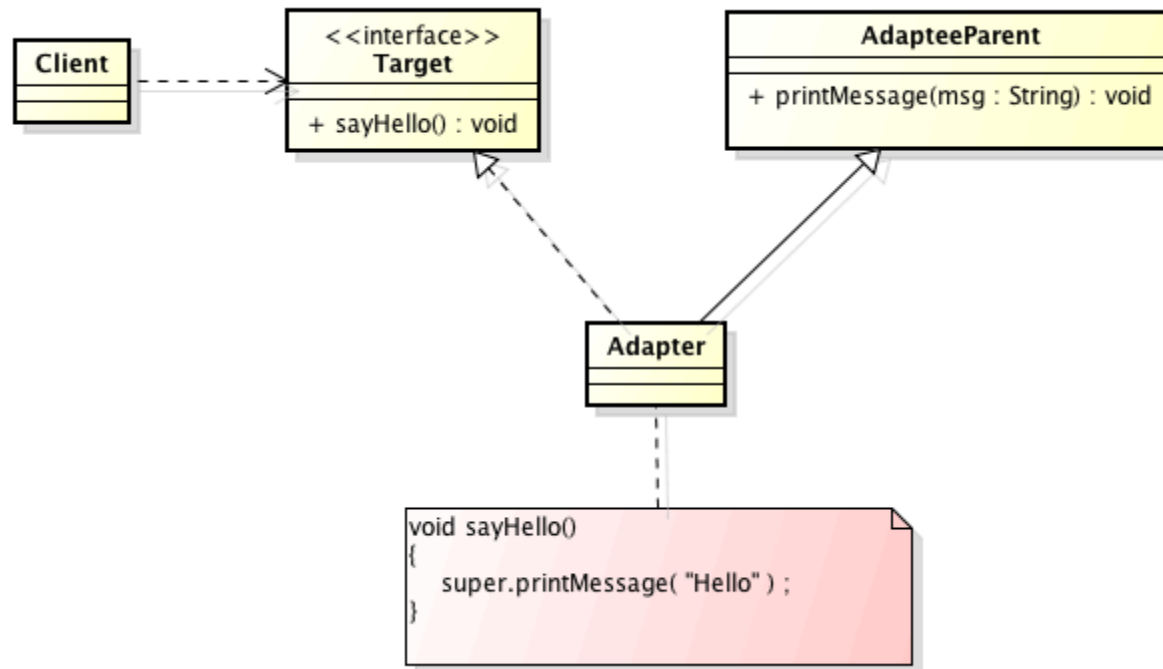 Client
<<interface>>
Target
+ sayHello() : void
AdapteeParent
+ printMessage(msg : String) : void
Adapter
void sayHello()
{
super.printMessage( "Hello" ) ;
}